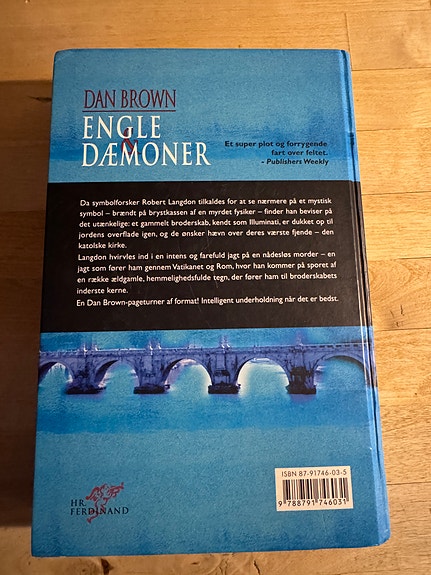 DAN BROWN
ENGLE
&
DÆMONER
Et super plot og forrygende
fart over feltet.
- Publishers Weekly
Da symbolforsker Robert Langdon tilkaldes for at se nærmere på et mystisk
symbol – brændt på brystkassen af en myrdet fysiker – finder han beviser på
det utænkelige: et gammelt broderskab, kendt som Illuminati, er dukket op til
jordens overflade igen, og de ønsker hævn over deres værste fjende – den
katolske kirke.
Langdon hvirvles ind i en intens og farefuld jagt på en nådesløs morder – en
jagt som fører ham gennem Vatikanet og Rom, hvor han kommer på sporet af
en række ældgamle, hemmelighedsfulde tegn, der fører ham til broderskabets
inderste kerne.
En Dan Brown-pageturner af format! Intelligent underholdning når det er bedst.
ISBN 87-91746-03-5
9 788791 746031
HR.
FERDINAND